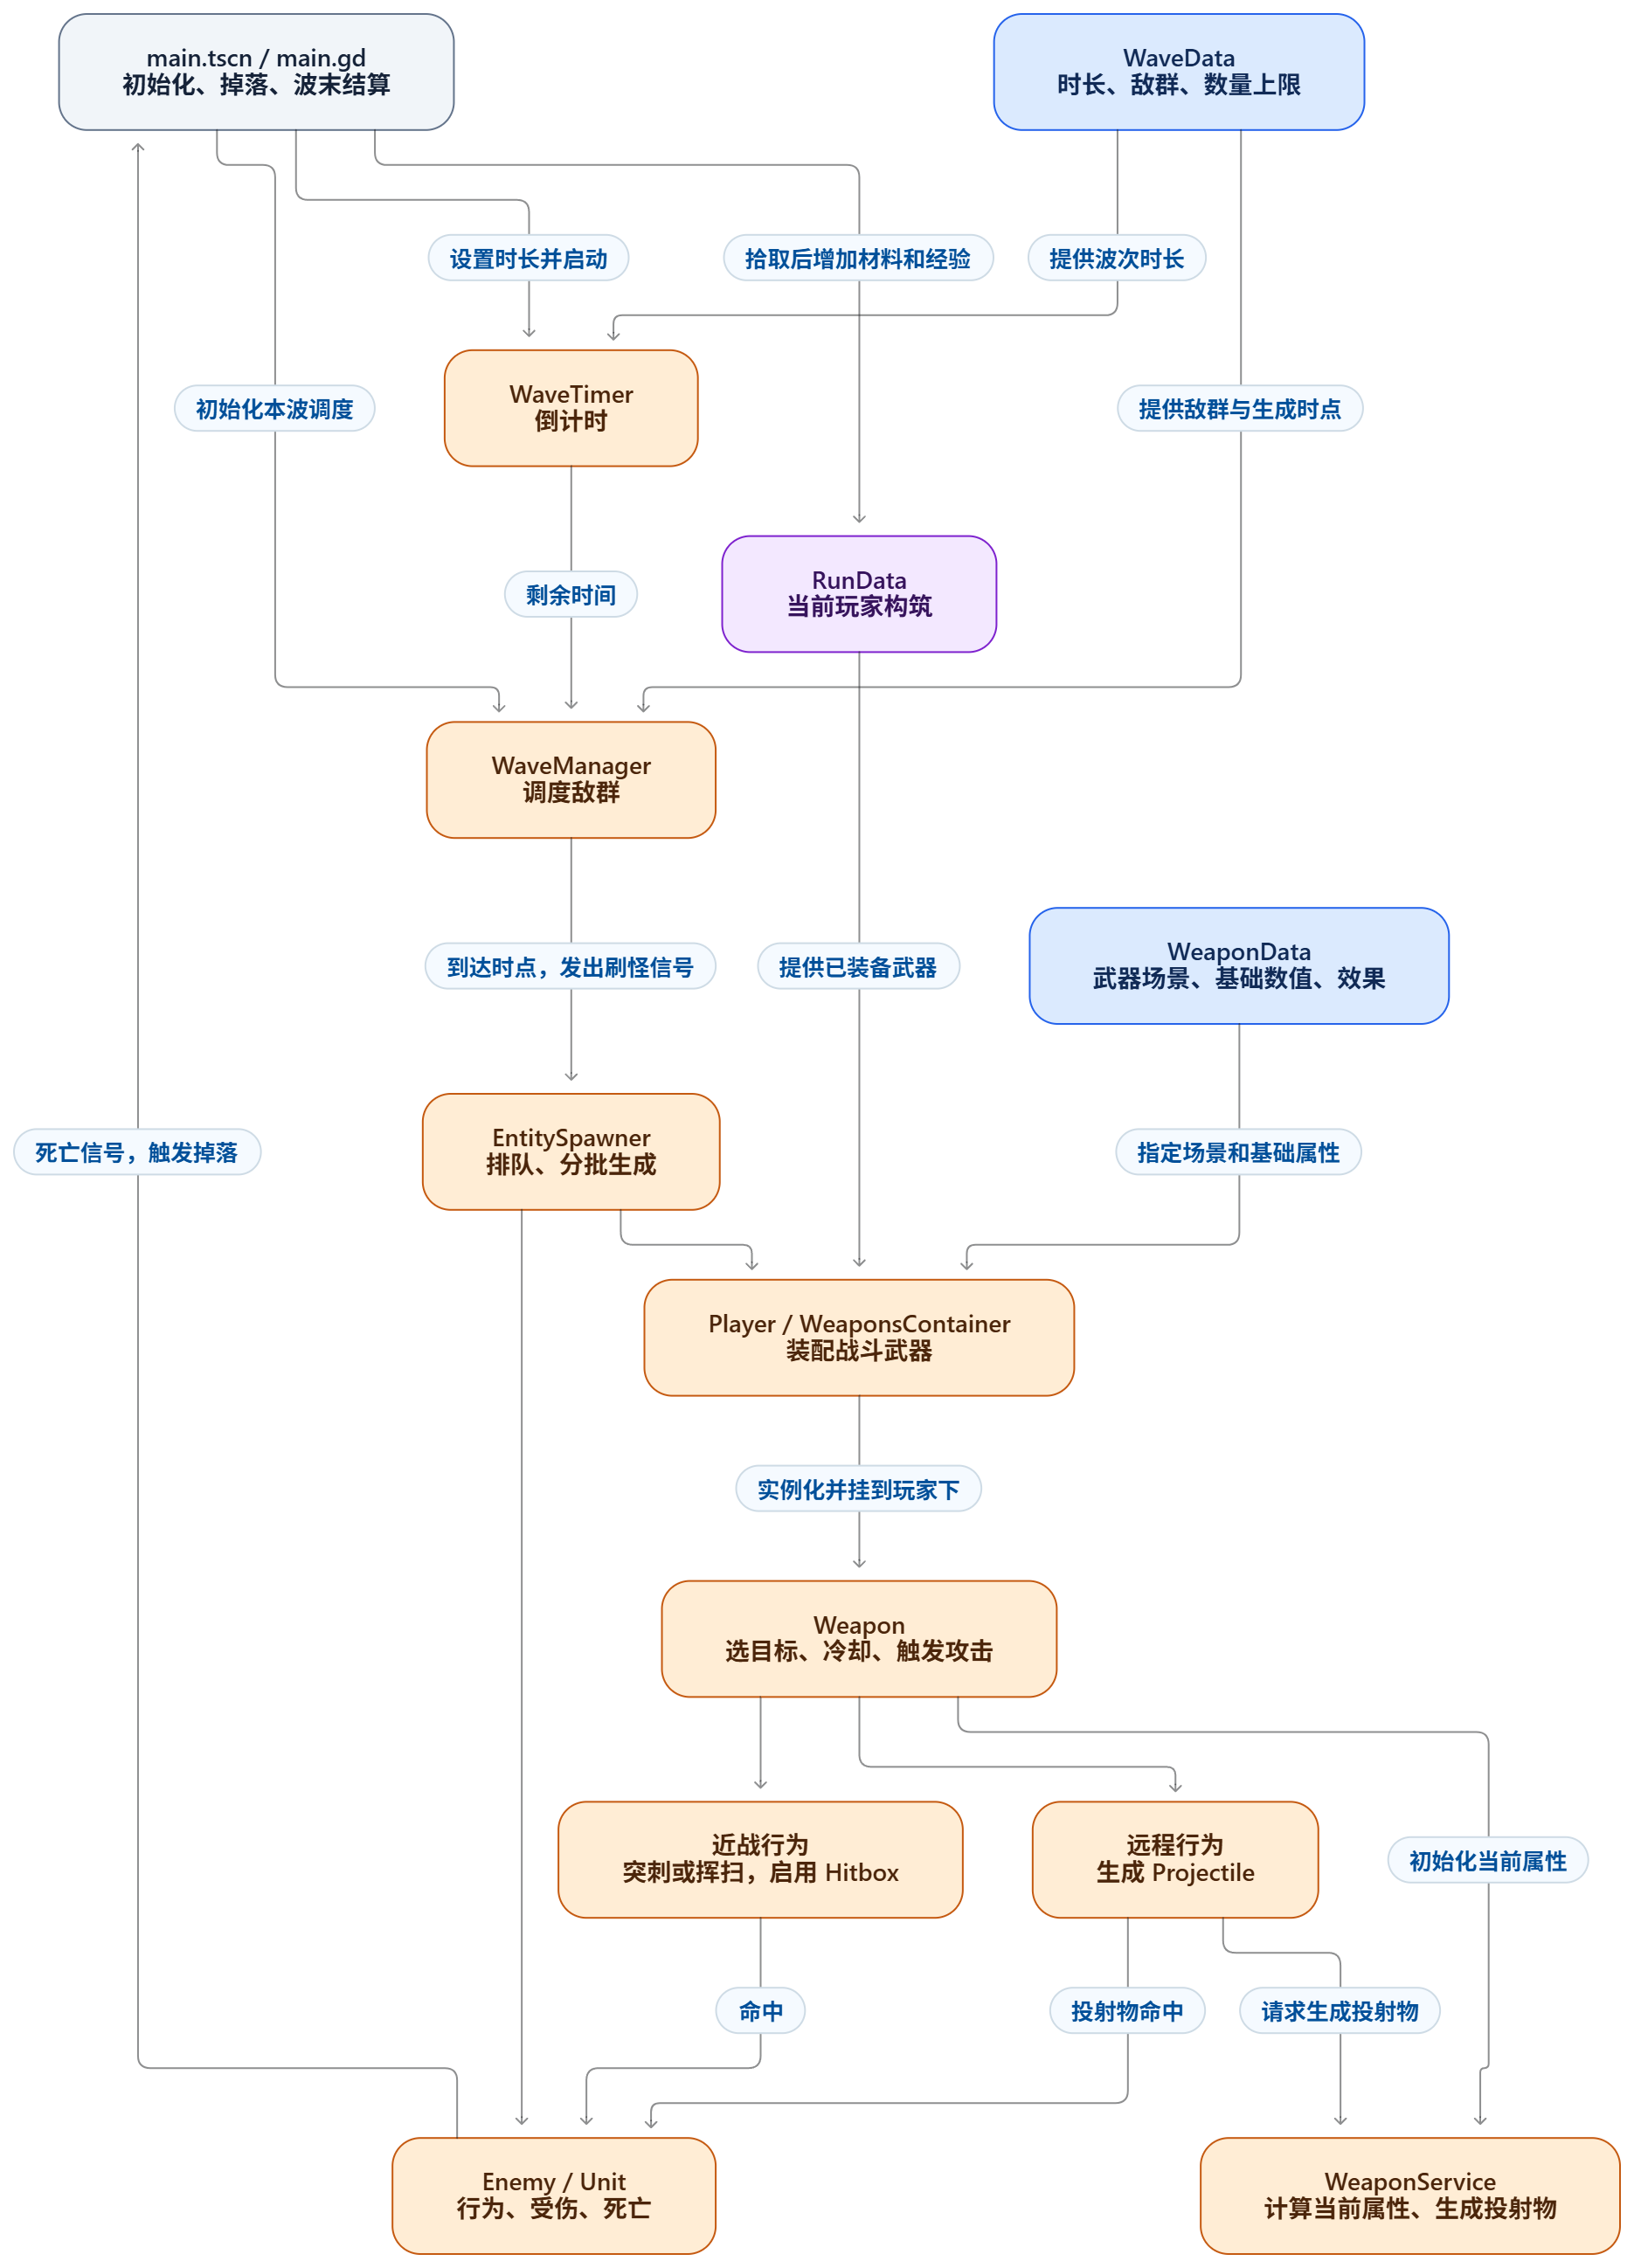 main.tscn / main.gd
初始化、掉落、波末结算
WaveData
时长、敌群、数量上限
设置时长并启动
拾取后增加材料和经验
提供波次时长
WaveTimer
倒计时
初始化本波调度
提供敌群与生成时点
剩余时间
RunData
当前玩家构筑
WaveManager
调度敌群
到达时点，发出刷怪信号
提供已装备武器
WeaponData
武器场景、基础数值、效果
死亡信号，触发掉落
EntitySpawner
排队、分批生成
指定场景和基础属性
Player / WeaponsContainer
装配战斗武器
实例化并挂到玩家下
Weapon
选目标、冷却、触发攻击
近战行为
突刺或挥扫，启用 Hitbox
远程行为
生成 Projectile
初始化当前属性
命中
投射物命中
请求生成投射物
Enemy / Unit
行为、受伤、死亡
WeaponService
计算当前属性、生成投射物